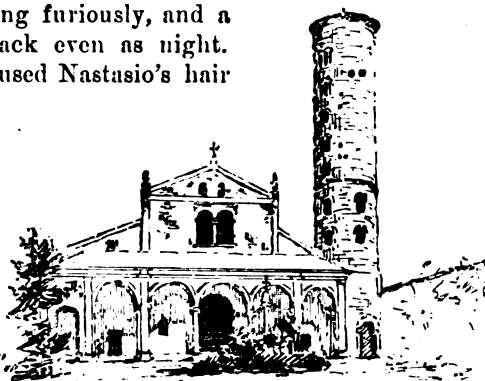 ng furiously, and a
ack even as night.
used Nastasio's hair